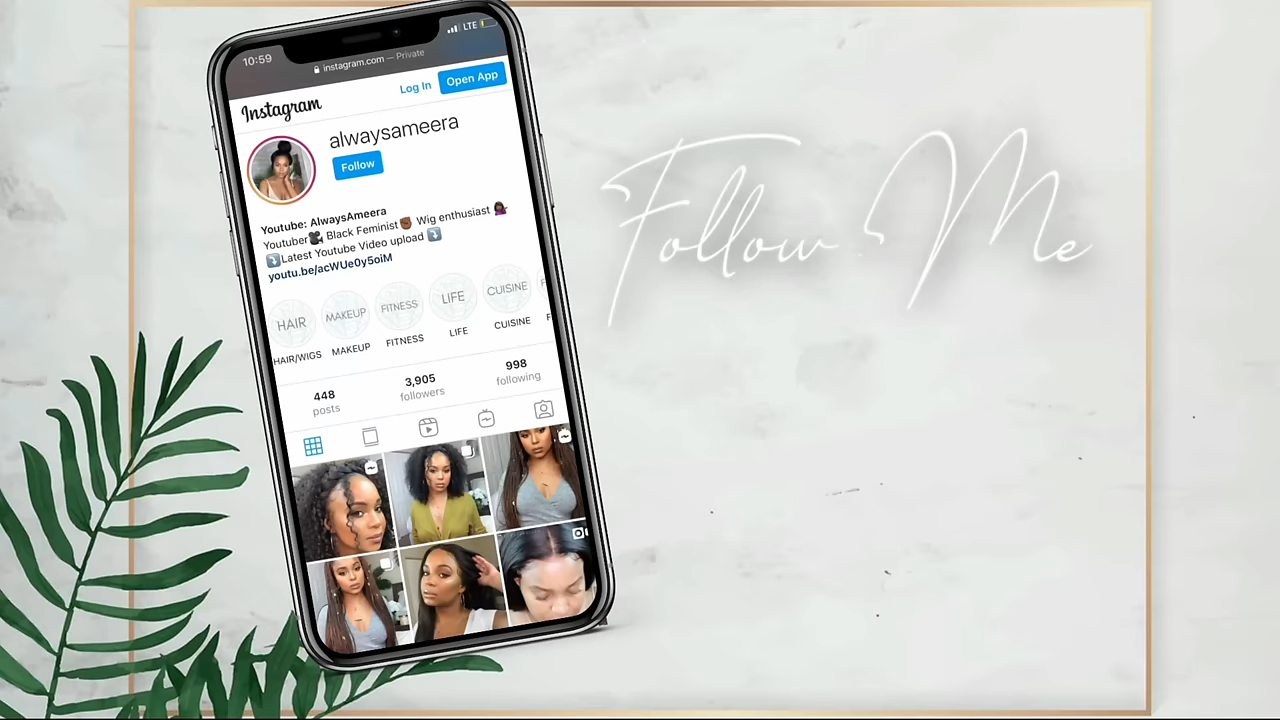 10:59
LTE
instagram.com — Private
Instagram
Log In
Open App
alwaysameera
Follow
Youtube: AlwaysAmeera
Youtuber🎥 Black Feminist✊🏾 Wig enthusiast 💁🏾‍♀️
⤵️Latest Youtube Video upload ⤵️
youtu.be/acWUe0y5oiM
HAIR MAKEUP FITNESS LIFE CUISINE F
HAIR/WIGS MAKEUP FITNESS LIFE CUISINE F
448 3,905 998
posts followers following
Follow Me